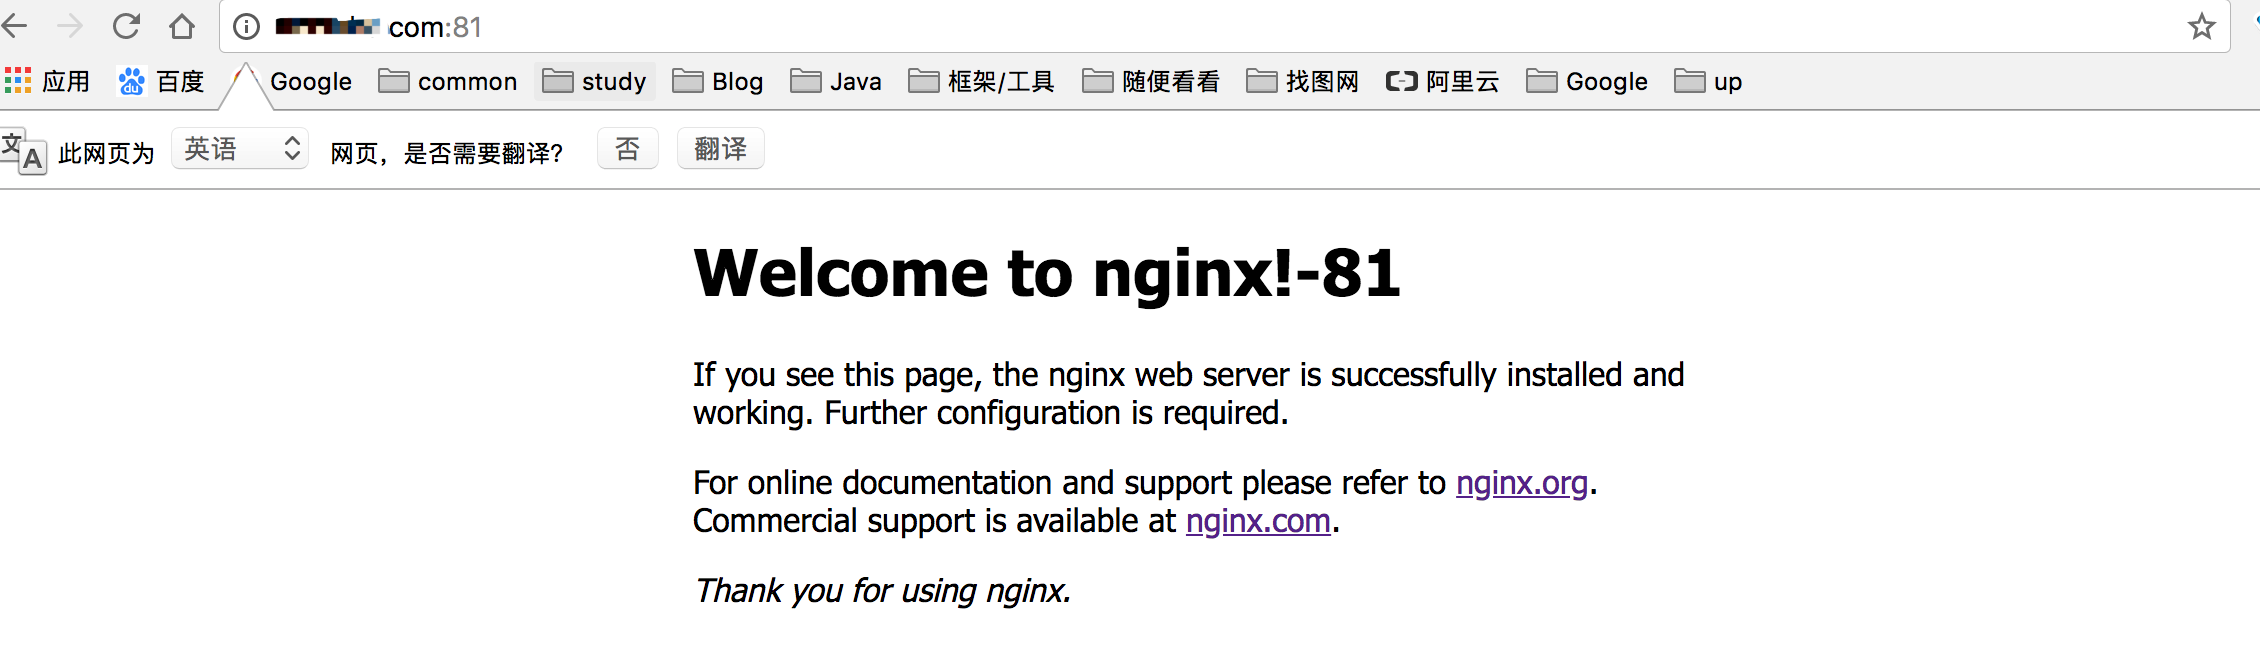 com:81
应用 百度 Google common study Blog Java 框架/工具 随便看看 找图网 阿里云 Google up
文A 此网页为 英语 网页，是否需要翻译? 否 翻译
Welcome to nginx!-81
If you see this page, the nginx web server is successfully installed and
working. Further configuration is required.
For online documentation and support please refer to nginx.org.
Commercial support is available at nginx.com.
Thank you for using nginx.